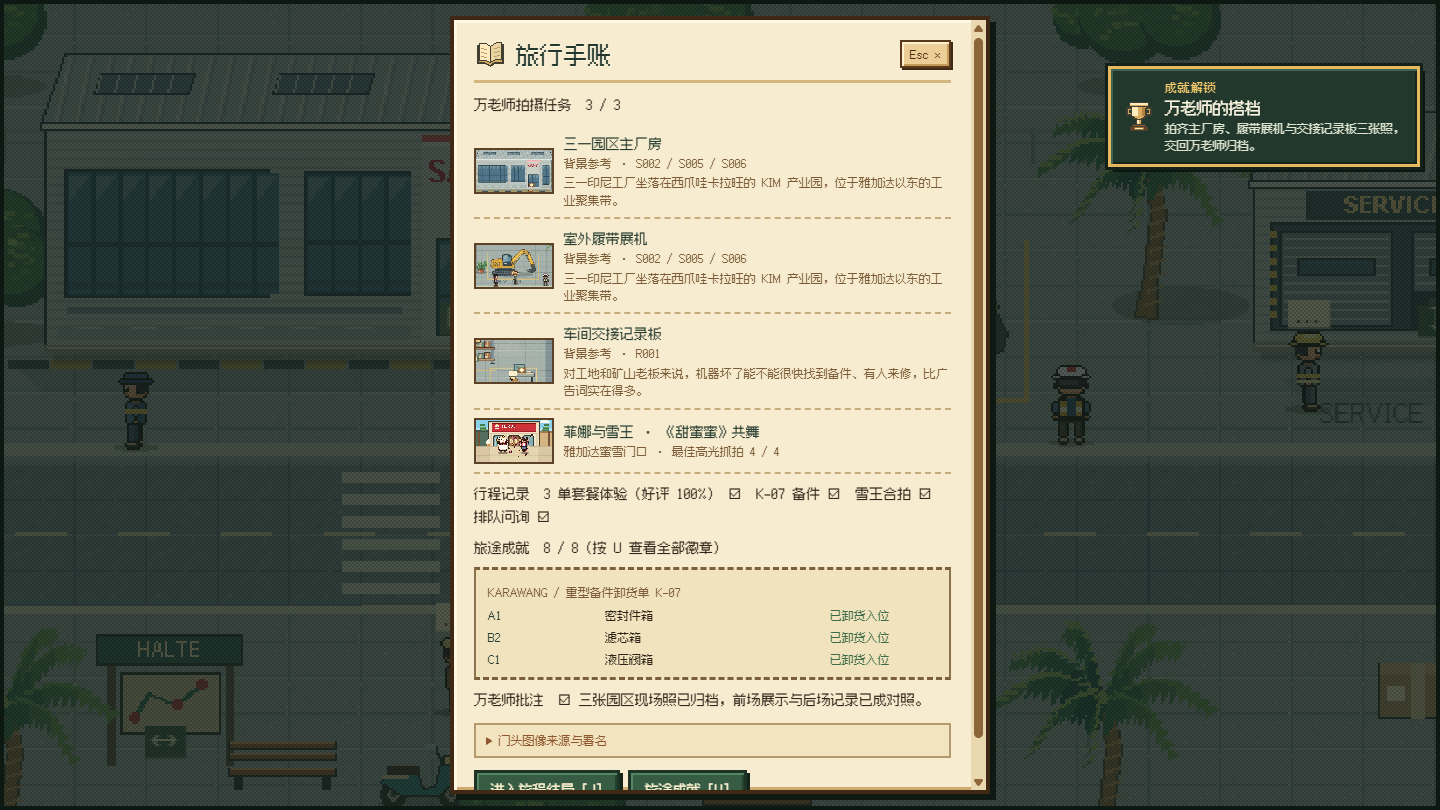 旅行手账
Esc ×
万老师拍摄任务 3 / 3
三一园区主厂房
背景参考 · S002 / S005 / S006
三一印尼工厂坐落在西爪哇卡拉旺的 KIM 产业园，位于雅加达以东的工
业聚集带。
室外履带展机
背景参考 · S002 / S005 / S006
三一印尼工厂坐落在西爪哇卡拉旺的 KIM 产业园，位于雅加达以东的工
业聚集带。
车间交接记录板
背景参考 · R001
对工地和矿山老板来说，机器坏了能不能很快找到备件、有人来修，比广
告词实在得多。
菲娜与雪王 · 《甜蜜蜜》共舞
雅加达蜜雪门口 · 最佳高光抓拍 4 / 4
行程记录 3 单套餐体验（好评 100%） ☑ K-07 备件 ☑ 雪王合拍 ☑
排队问询 ☑
旅途成就 8 / 8（按 U 查看全部徽章）
KARAWANG / 重型备件卸货单 K-07
A1 密封件箱 已卸货入位
B2 滤芯箱 已卸货入位
C1 液压阀箱 已卸货入位
万老师批注 ☑ 三张园区现场照已归档，前场展示与后场记录已成对照。
▶ 门头图像来源与署名
进入旅程结局 [J] 旅途成就 [U]
成就解锁
万老师的搭档
拍齐主厂房、履带展机与交接记录板三张照，
交回万老师归档。
SERVICE
...
SERVICE
HALTE